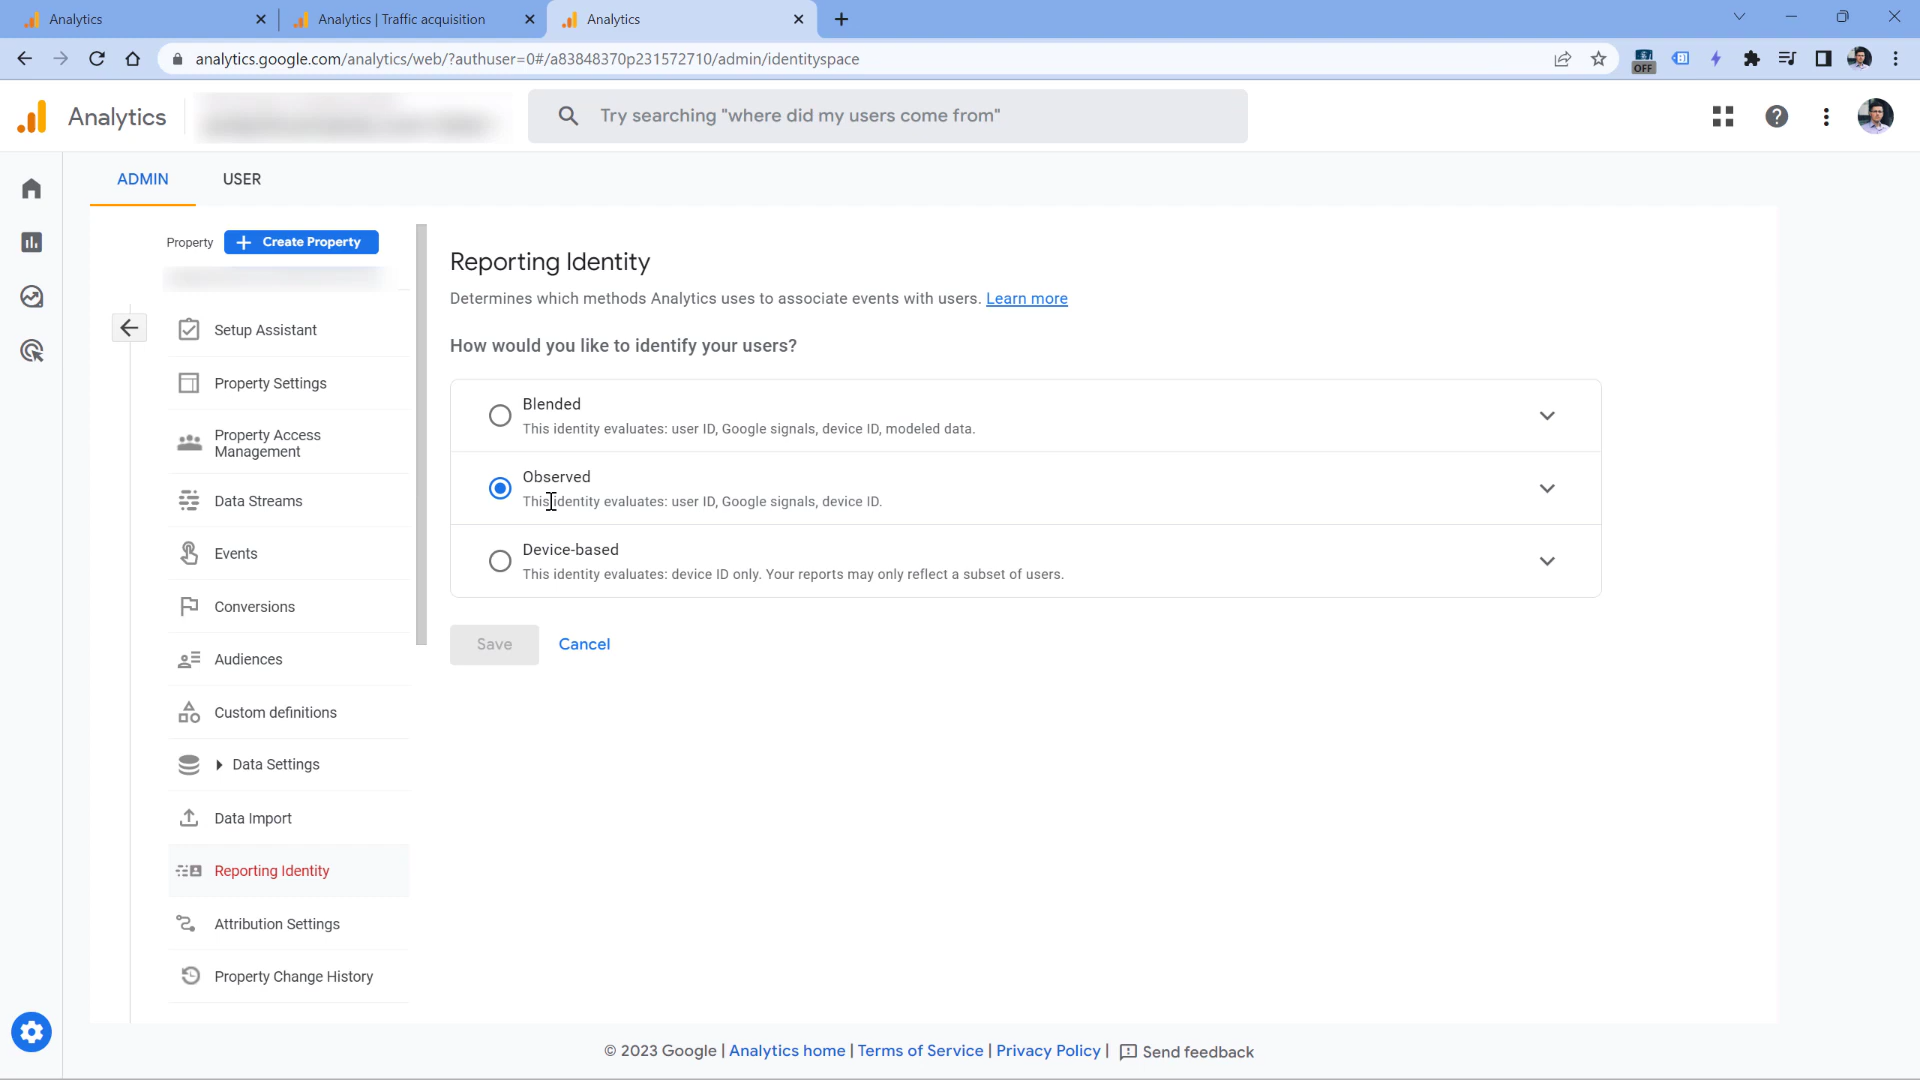 Analytics
Analytics | Traffic acquisition
Analytics
analytics.google.com/analytics/web/?authuser=0#/a83848370p231572710/admin/identityspace
OFF
Analytics
Try searching "where did my users come from"
ADMIN
USER
Property
Create Property
Setup Assistant
Property Settings
Property Access
Management
Data Streams
Events
Conversions
Audiences
Custom definitions
Data Settings
Data Import
Reporting Identity
Attribution Settings
Property Change History
Reporting Identity
Determines which methods Analytics uses to associate events with users. Learn more
How would you like to identify your users?
Blended
This identity evaluates: user ID, Google signals, device ID, modeled data.
Observed
This identity evaluates: user ID, Google signals, device ID.
Device-based
This identity evaluates: device ID only. Your reports may only reflect a subset of users.
Save
Cancel
© 2023 Google | Analytics home | Terms of Service | Privacy Policy | Send feedback